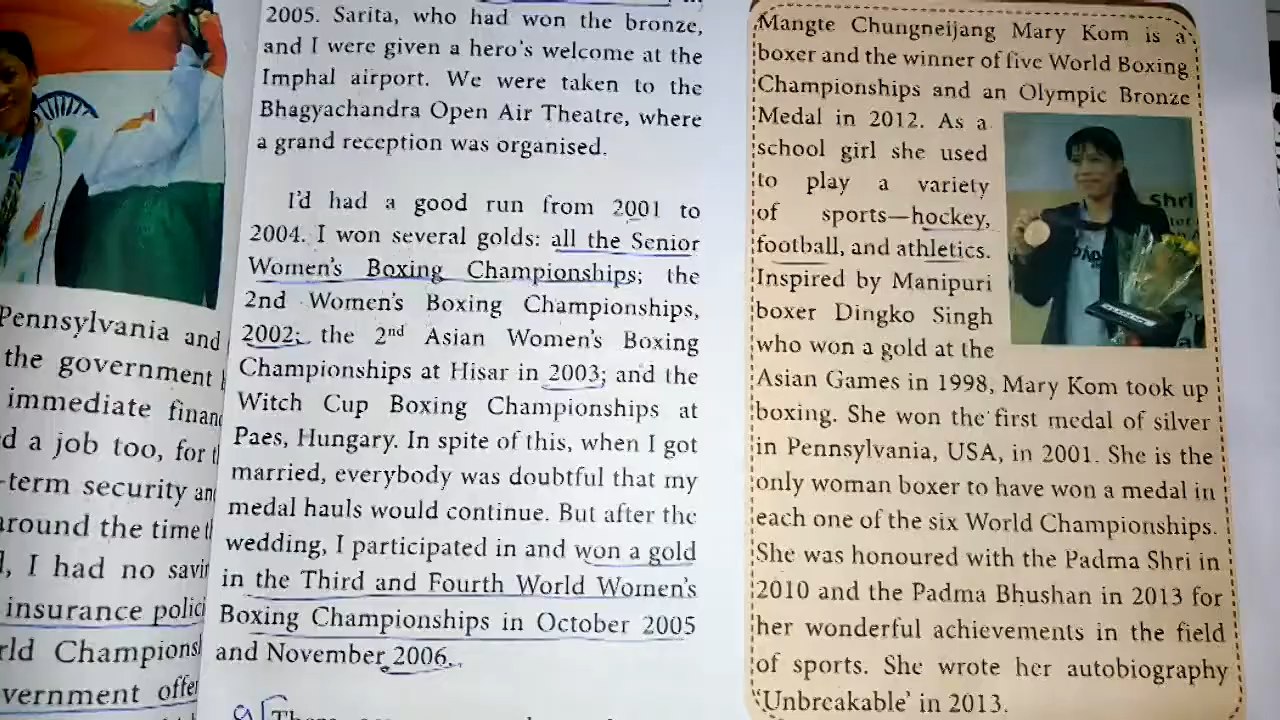 Pennsylvania and
the government
immediate
d a job too, for
-term security
around the time
I had no
insurance
vernment
2005. Sarita, who had won the bronze,
and I were given a hero's welcome at the
Imphal airport. We were taken to the
Bhagyachandra Open Air Theatre, where
a grand reception was organised.
I'd had a good run from 2001 to
2004. I won several golds: all the Senior
Women's Boxing Championships; the
2nd Women's Boxing Championships,
2002; the 2nd Asian Women's Boxing
Championships at Hisar in 2003; and the
Witch Cup Boxing Championships at
Paes, Hungary. In spite of this, when I got
married, everybody was doubtful that my
medal hauls would continue. But after the
wedding, I participated in and won a gold
in the Third and Fourth World Women's
Boxing Championships in October 2005
and November 2006.
Mangte Chungneijang Mary Kom is a
boxer and the winner of five World Boxing
Championships and an Olympic Bronze
Medal in 2012. As a
school girl she used
to play a variety
of sports—hockey,
football, and athletics.
Inspired by Manipuri
boxer Dingko Singh
who won a gold at the
Asian Games in 1998, Mary Kom took up
boxing. She won the first medal of silver
in Pennsylvania, USA, in 2001. She is the
only woman boxer to have won a medal in
each one of the six World Championships.
She was honoured with the Padma Shri in
2010 and the Padma Bhushan in 2013 for
her wonderful achievements in the field
of sports. She wrote her autobiography
'Unbreakable' in 2013.
Shri